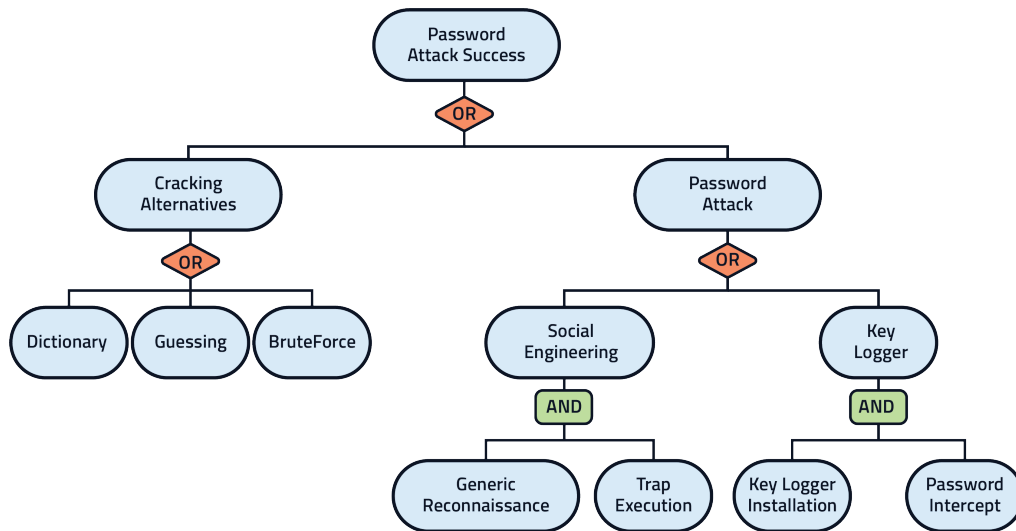 Password
Attack Success
OR
Cracking
Alternatives
Password
Attack
OR
OR
Dictionary
Guessing
BruteForce
Social
Engineering
Key
Logger
AND
AND
Generic
Reconnaissance
Trap
Execution
Key Logger
Installation
Password
Intercept